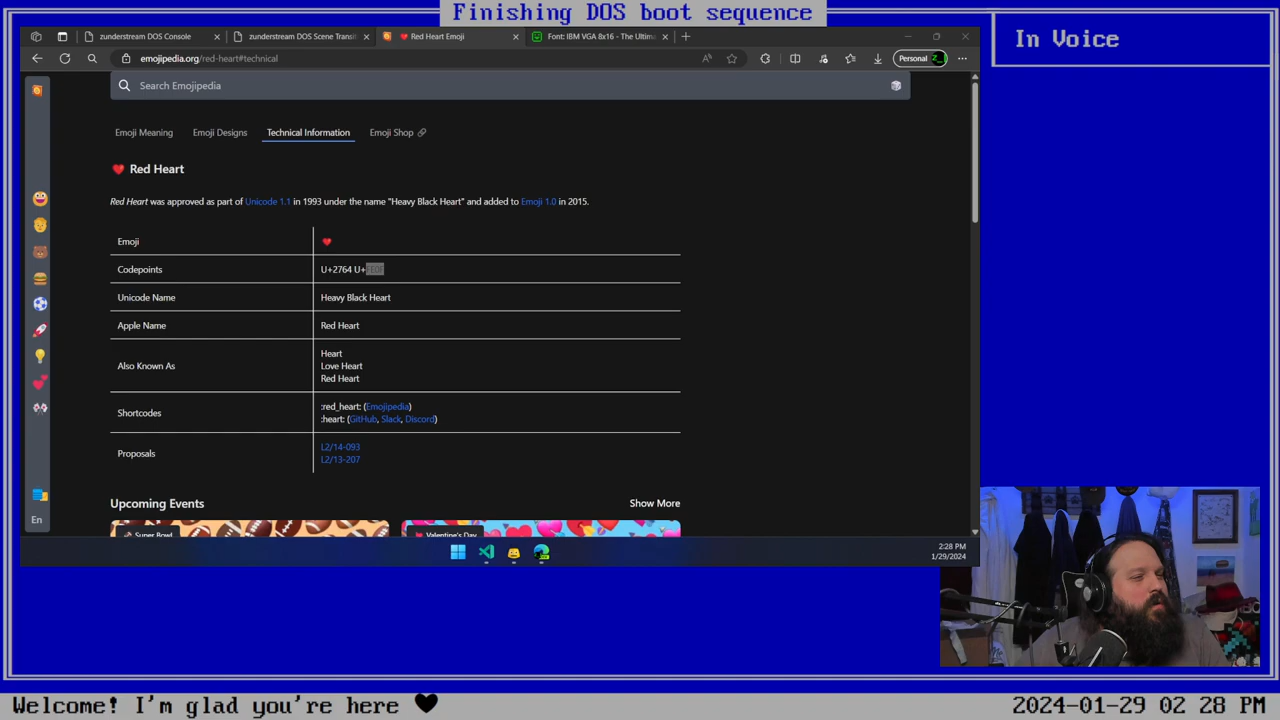 Finishing DOS boot sequence
In Voice
zunderstream DOS Console
zunderstream DOS Scene Transit
Red Heart Emoji
Font: IBM VGA 8x16 - The Ultima
emojipedia.org/red-heart#technical
Personal
Search Emojipedia
Emoji Meaning
Emoji Designs
Technical Information
Emoji Shop
Red Heart
Red Heart was approved as part of Unicode 1.1 in 1993 under the name "Heavy Black Heart" and added to Emoji 1.0 in 2015.
Emoji
Codepoints U+2764 U+
Unicode Name Heavy Black Heart
Apple Name Red Heart
Also Known As
Heart
Love Heart
Red Heart
Shortcodes
:red_heart: (Emojipedia)
:heart: (GitHub, Slack, Discord)
Proposals
L2/14-093
L2/13-207
Upcoming Events
Show More
Super Bowl
Valentine's Day
En
2:28 PM
1/29/2024
Welcome! I'm glad you're here ♥
2024-01-29 02 28 PM